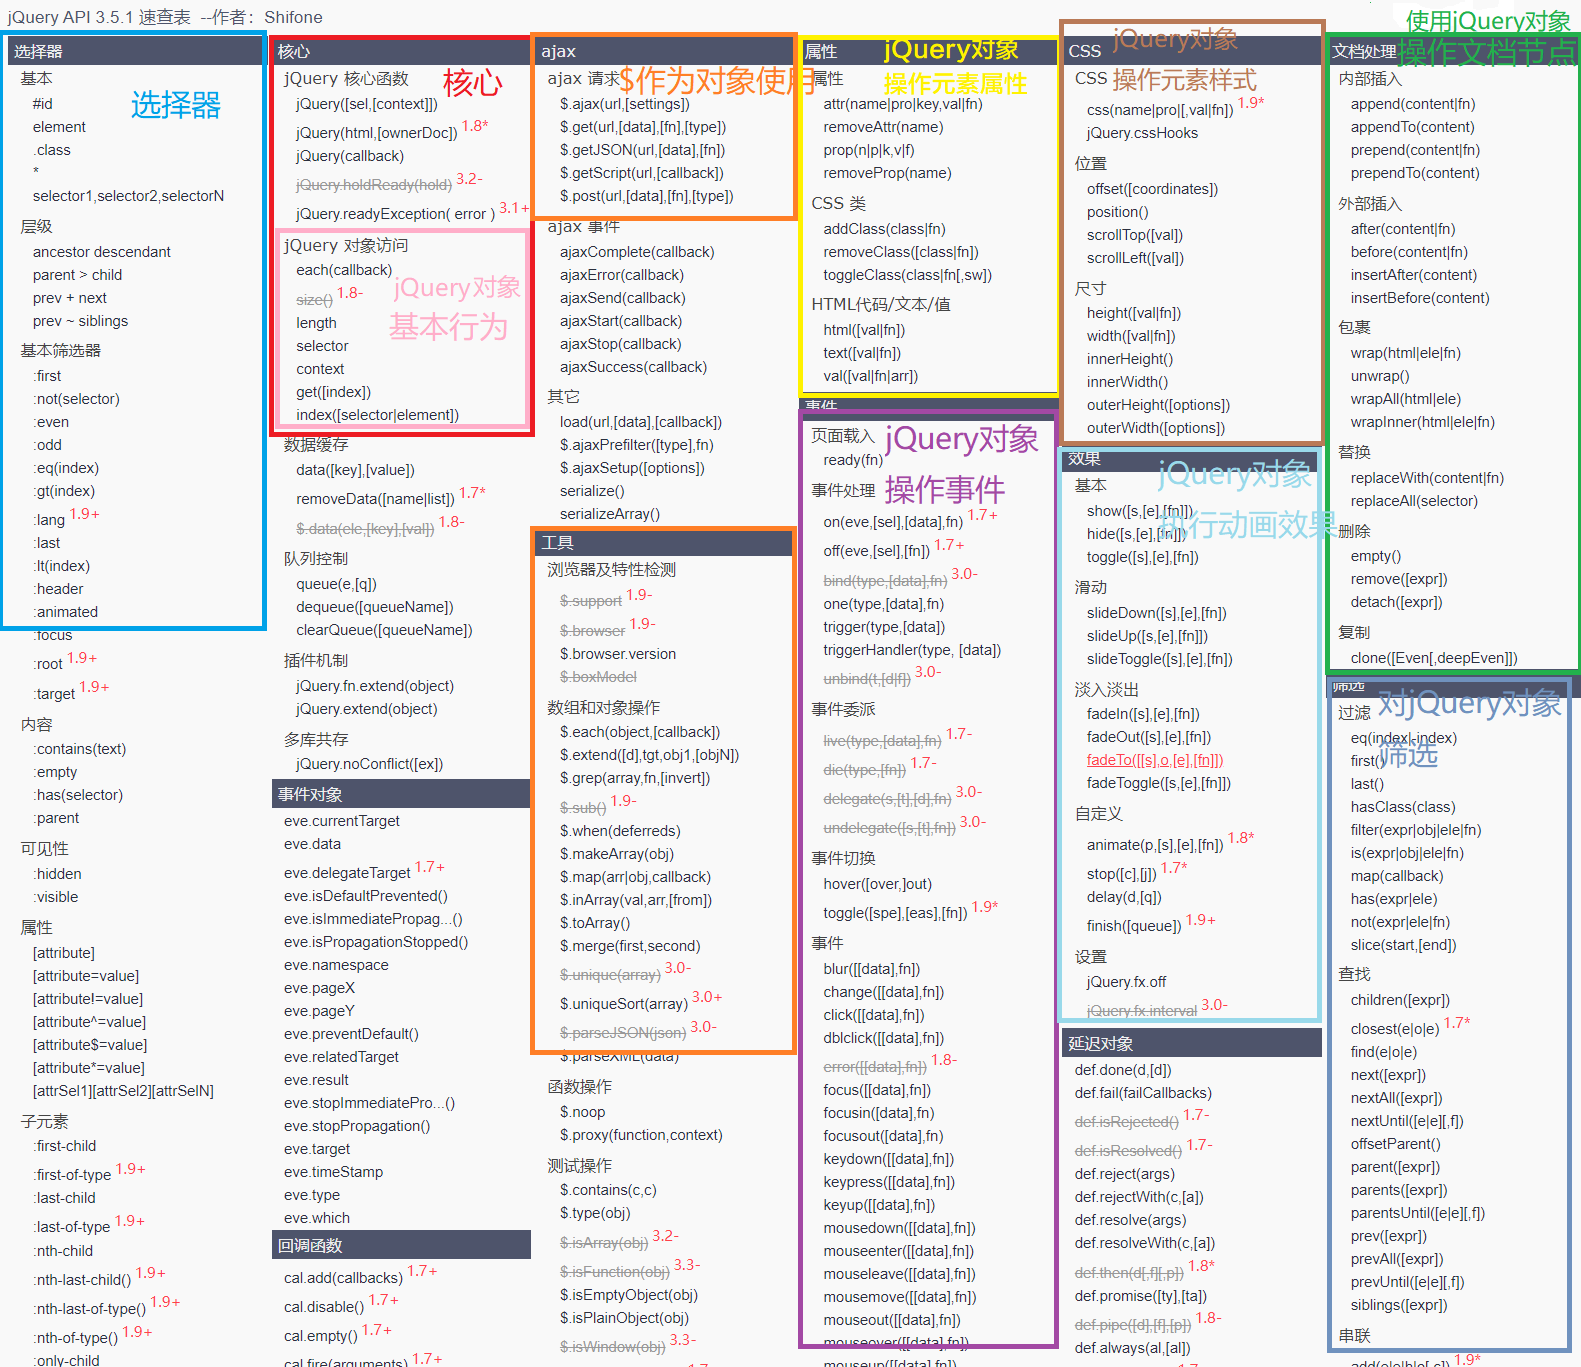 jQuery API 3.5.1 速查表 --作者：Shifone
选择器
选择器
基本
#id
element
.class
*
selector1,selector2,selectorN
层级
ancestor descendant
parent > child
prev + next
prev ~ siblings
基本筛选器
:first
:not(selector)
:even
:odd
:eq(index)
:gt(index)
:lang 1.9+
:last
:lt(index)
:header
:animated
:focus
:root 1.9+
:target 1.9+
内容
:contains(text)
:empty
:has(selector)
:parent
可见性
:hidden
:visible
属性
[attribute]
[attribute=value]
[attribute!=value]
[attribute^=value]
[attribute$=value]
[attribute*=value]
[attrSel1][attrSel2][attrSelN]
子元素
:first-child
:first-of-type 1.9+
:last-child
:last-of-type 1.9+
:nth-child
:nth-last-child() 1.9+
:nth-last-of-type() 1.9+
:nth-of-type() 1.9+
:only-child
核心
核心
jQuery 核心函数
jQuery([sel,[context]])
jQuery(html,[ownerDoc]) 1.8*
jQuery(callback)
jQuery.holdReady(hold) 3.2-
jQuery.readyException( error ) 3.1+
jQuery 对象访问
each(callback)
size() 1.8-
length
selector
context
get([index])
index([selector|element])
jQuery对象
基本行为
数据缓存
data([key],[value])
removeData([name|list]) 1.7*
$.data(ele,[key],[val]) 1.8-
队列控制
queue(e,[q])
dequeue([queueName])
clearQueue([queueName])
插件机制
jQuery.fn.extend(object)
jQuery.extend(object)
多库共存
jQuery.noConflict([ex])
事件对象
eve.currentTarget
eve.data
eve.delegateTarget 1.7+
eve.isDefaultPrevented()
eve.isImmediatePropag...()
eve.isPropagationStopped()
eve.namespace
eve.pageX
eve.pageY
eve.preventDefault()
eve.relatedTarget
eve.result
eve.stopImmediatePro...()
eve.stopPropagation()
eve.target
eve.timeStamp
eve.type
eve.which
回调函数
cal.add(callbacks) 1.7+
cal.disable() 1.7+
cal.empty() 1.7+
cal.fire(arguments) 1.7+
ajax
ajax 请求
$作为对象使用
$.ajax(url,[settings])
$.get(url,[data],[fn],[type])
$.getJSON(url,[data],[fn])
$.getScript(url,[callback])
$.post(url,[data],[fn],[type])
ajax 事件
ajaxComplete(callback)
ajaxError(callback)
ajaxSend(callback)
ajaxStart(callback)
ajaxStop(callback)
ajaxSuccess(callback)
其它
load(url,[data],[callback])
$.ajaxPrefilter([type],fn)
$.ajaxSetup([options])
serialize()
serializeArray()
工具
浏览器及特性检测
$.support 1.9-
$.browser 1.9-
$.browser.version
$.boxModel
数组和对象操作
$.each(object,[callback])
$.extend([d],tgt,obj1,[objN])
$.grep(array,fn,[invert])
$.sub() 1.9-
$.when(deferreds)
$.makeArray(obj)
$.map(arr|obj,callback)
$.inArray(val,arr,[from])
$.toArray()
$.merge(first,second)
$.unique(array) 3.0-
$.uniqueSort(array) 3.0+
$.parseJSON(json) 3.0-
$.parseXML(data)
函数操作
$.noop
$.proxy(function,context)
测试操作
$.contains(c,c)
$.type(obj)
$.isArray(obj) 3.2-
$.isFunction(obj) 3.3-
$.isEmptyObject(obj)
$.isPlainObject(obj)
$.isWindow(obj) 3.3-
属性
jQuery对象
操作元素属性
属性
attr(name|pro|key,val|fn)
removeAttr(name)
prop(n|p|k,v|f)
removeProp(name)
CSS 类
addClass(class|fn)
removeClass([class|fn])
toggleClass(class|fn[,sw])
HTML代码/文本/值
html([val|fn])
text([val|fn])
val([val|fn|arr])
事件
jQuery对象
操作事件
页面载入
ready(fn)
事件处理
on(eve,[sel],[data],fn) 1.7+
off(eve,[sel],[fn]) 1.7+
bind(type,[data],fn) 3.0-
one(type,[data],fn)
trigger(type,[data])
triggerHandler(type, [data])
unbind(t,[d|f]) 3.0-
事件委派
live(type,[data],fn) 1.7-
die(type,[fn]) 1.7-
delegate(s,[t],[d],fn) 3.0-
undelegate([s,[t],fn]) 3.0-
事件切换
hover([over,]out)
toggle([spe],[eas],[fn]) 1.9*
事件
blur([[data],fn])
change([[data],fn])
click([[data],fn])
dblclick([[data],fn])
error([[data],fn]) 1.8-
focus([[data],fn])
focusin([data],fn)
focusout([data],fn)
keydown([[data],fn])
keypress([[data],fn])
keyup([[data],fn])
mousedown([[data],fn])
mouseenter([[data],fn])
mouseleave([[data],fn])
mousemove([[data],fn])
mouseout([[data],fn])
mouseover([[data],fn])
mouseup([[data],fn])
CSS
jQuery对象
操作元素样式
CSS
css(name|pro|[,val|fn]) 1.9*
jQuery.cssHooks
位置
offset([coordinates])
position()
scrollTop([val])
scrollLeft([val])
尺寸
height([val|fn])
width([val|fn])
innerHeight()
innerWidth()
outerHeight([options])
outerWidth([options])
效果
jQuery对象
执行动画效果
基本
show([s,[e],[fn]])
hide([s,[e],[fn]])
toggle([s],[e],[fn])
滑动
slideDown([s],[e],[fn])
slideUp([s,[e],[fn]])
slideToggle([s],[e],[fn])
淡入淡出
fadeIn([s],[e],[fn])
fadeOut([s],[e],[fn])
fadeTo([[s],o,[e],[fn]])
fadeToggle([s,[e],[fn]])
自定义
animate(p,[s],[e],[fn]) 1.8*
stop([c],[j]) 1.7*
delay(d,[q])
finish([queue]) 1.9+
设置
jQuery.fx.off
jQuery.fx.interval 3.0-
延迟对象
def.done(d,[d])
def.fail(failCallbacks)
def.isRejected() 1.7-
def.isResolved() 1.7-
def.reject(args)
def.rejectWith(c,[a])
def.resolve(args)
def.resolveWith(c,[a])
def.then(d[,f][,p]) 1.8*
def.promise([ty],[ta])
def.pipe([d],[f],[p]) 1.8-
def.always(al,[al])
使用jQuery对象
操作文档节点
文档处理
内部插入
append(content|fn)
appendTo(content)
prepend(content|fn)
prependTo(content)
外部插入
after(content|fn)
before(content|fn)
insertAfter(content)
insertBefore(content)
包裹
wrap(html|ele|fn)
unwrap()
wrapAll(html|ele)
wrapInner(html|ele|fn)
替换
replaceWith(content|fn)
replaceAll(selector)
删除
empty()
remove([expr])
detach([expr])
复制
clone([Even[,deepEven]])
筛选
对jQuery对象
筛选
过滤
eq(index|-index)
first()
last()
hasClass(class)
filter(expr|obj|ele|fn)
is(expr|obj|ele|fn)
map(callback)
has(expr|ele)
not(expr|ele|fn)
slice(start,[end])
查找
children([expr])
closest(e|o|e) 1.7*
find(e|o|e)
next([expr])
nextAll([expr])
nextUntil([e|e][,f])
offsetParent()
parent([expr])
parents([expr])
parentsUntil([e|e][,f])
prev([expr])
prevAll([expr])
prevUntil([e|e][,f])
siblings([expr])
串联
add(e|e|h|o[,c]) 1.9*